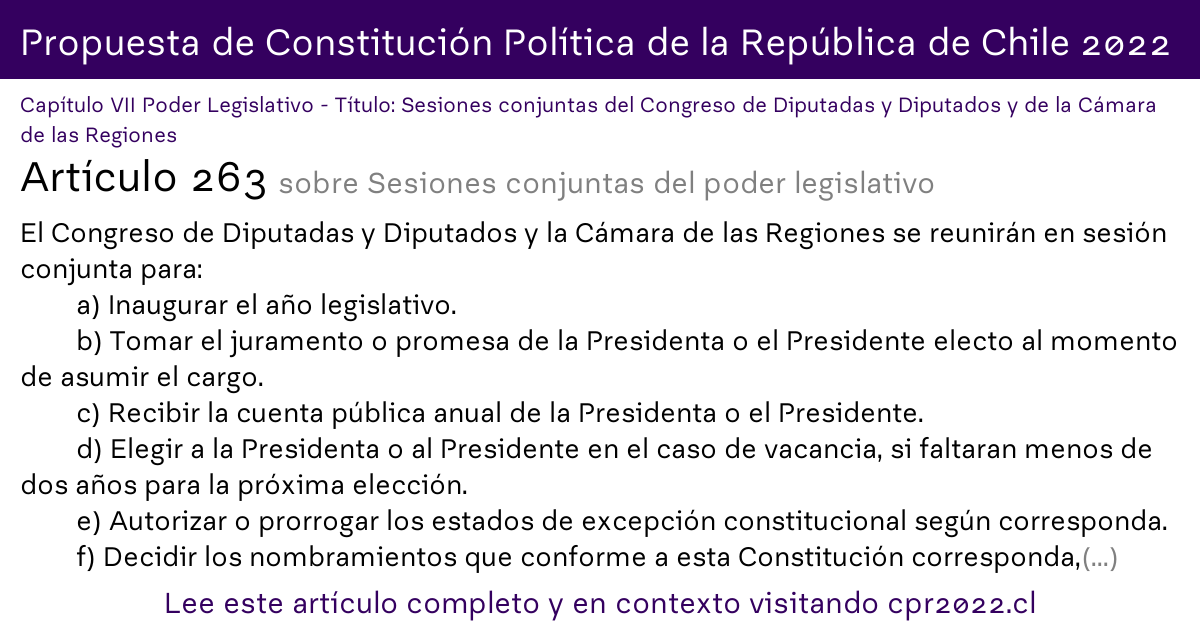 Propuesta de Constitución Política de la República de Chile 2022
Capítulo VII Poder Legislativo - Título: Sesiones conjuntas del Congreso de Diputadas y Diputados y de la Cámara
de las Regiones
Artículo 263 sobre Sesiones conjuntas del poder legislativo
El Congreso de Diputadas y Diputados y la Cámara de las Regiones se reunirán en sesión
conjunta para:
a) Inaugurar el año legislativo.
b) Tomar el juramento o promesa de la Presidenta o el Presidente electo al momento
de asumir el cargo.
c) Recibir la cuenta pública anual de la Presidenta o el Presidente.
d) Elegir a la Presidenta o al Presidente en el caso de vacancia, si faltaran menos de
dos años para la próxima elección.
e) Autorizar o prorrogar los estados de excepción constitucional según corresponda.
f) Decidir los nombramientos que conforme a esta Constitución corresponda,(...)
Lee este artículo completo y en contexto visitando cpr2022.cl